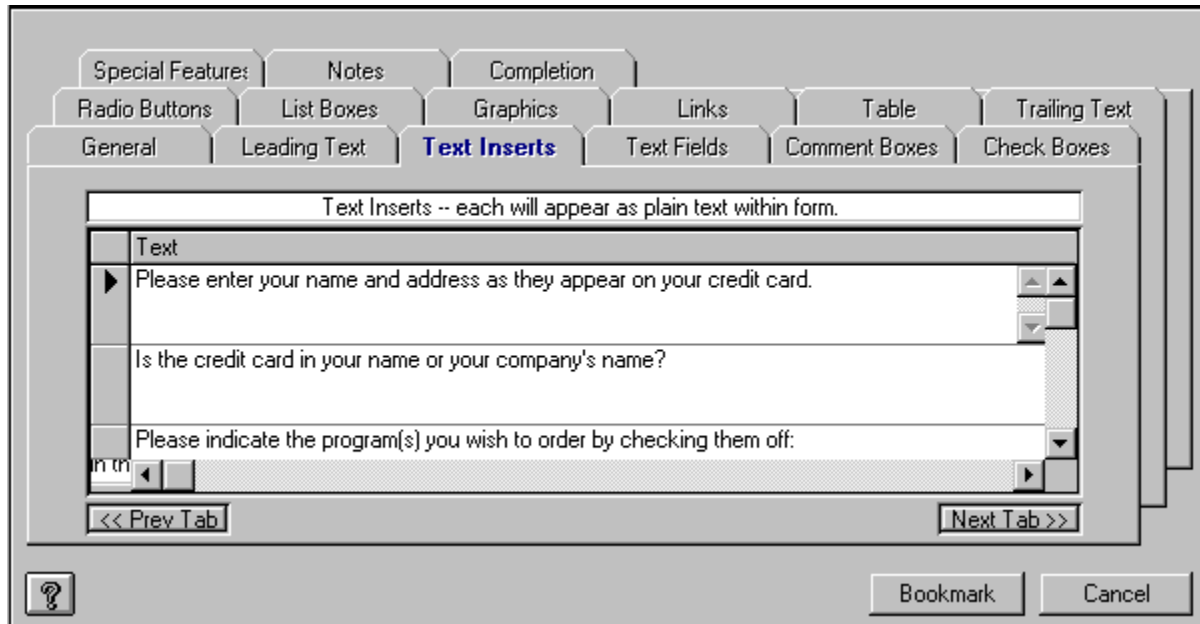 Special Features Notes Completion
Radio Buttons List Boxes Graphics Links Table Trailing Text
General Leading Text Text Inserts Text Fields Comment Boxes Check Boxes
Text Inserts -- each will appear as plain text within form.
Text
Please enter your name and address as they appear on your credit card.
Is the credit card in your name or your company's name?
Please indicate the program(s) you wish to order by checking them off:
<< Prev Tab Next Tab >>
? Bookmark Cancel